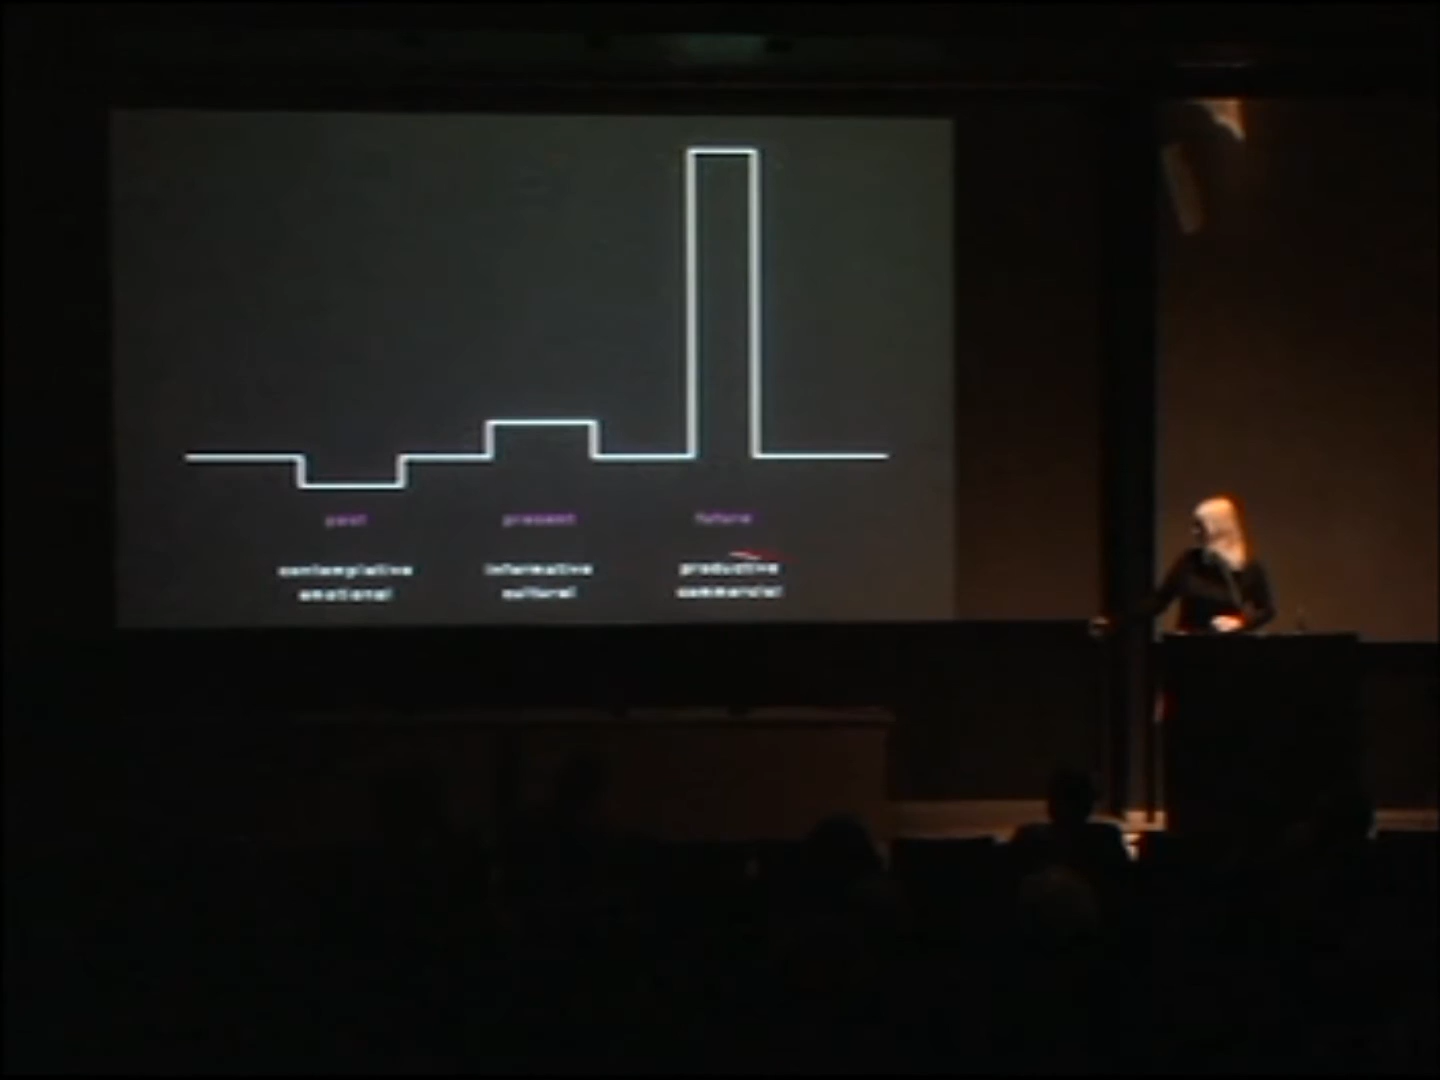 past present future
contemplative informative productive
emotional cultural commercial